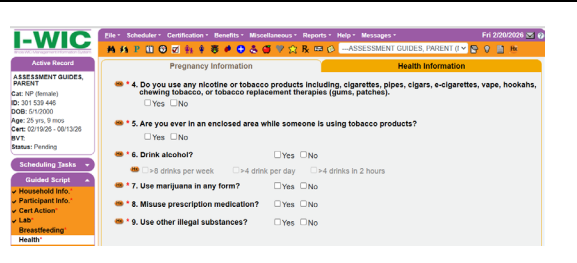 I-WIC
File Scheduler Certification Benefits Miscellaneous Reports Help Messages
Fri 2/20/2026
---ASSESSMENT GUIDES, PARENT (I
Active Record
ASSESSMENT GUIDES,
PARENT
Cat: NP (female)
ID: 301 539 446
DOB: 5/1/2000
Age: 25 yrs, 9 mos
Cert: 02/19/26 - 08/13/26
BVT:
Status: Pending
Scheduling Tasks
Guided Script
Household Info.*
Participant Info.*
Cert Action*
Lab*
Breastfeeding*
Health*
Pregnancy Information
Health Information
* 4. Do you use any nicotine or tobacco products including, cigarettes, pipes, cigars, e-cigarettes, vape, hookahs,
chewing tobacco, or tobacco replacement therapies (gums, patches).
Yes No
* 5. Are you ever in an enclosed area while someone is using tobacco products?
Yes No
* 6. Drink alcohol? Yes No
>8 drinks per week >4 drink per day >4 drinks in 2 hours
* 7. Use marijuana in any form? Yes No
* 8. Misuse prescription medication? Yes No
* 9. Use other illegal substances? Yes No